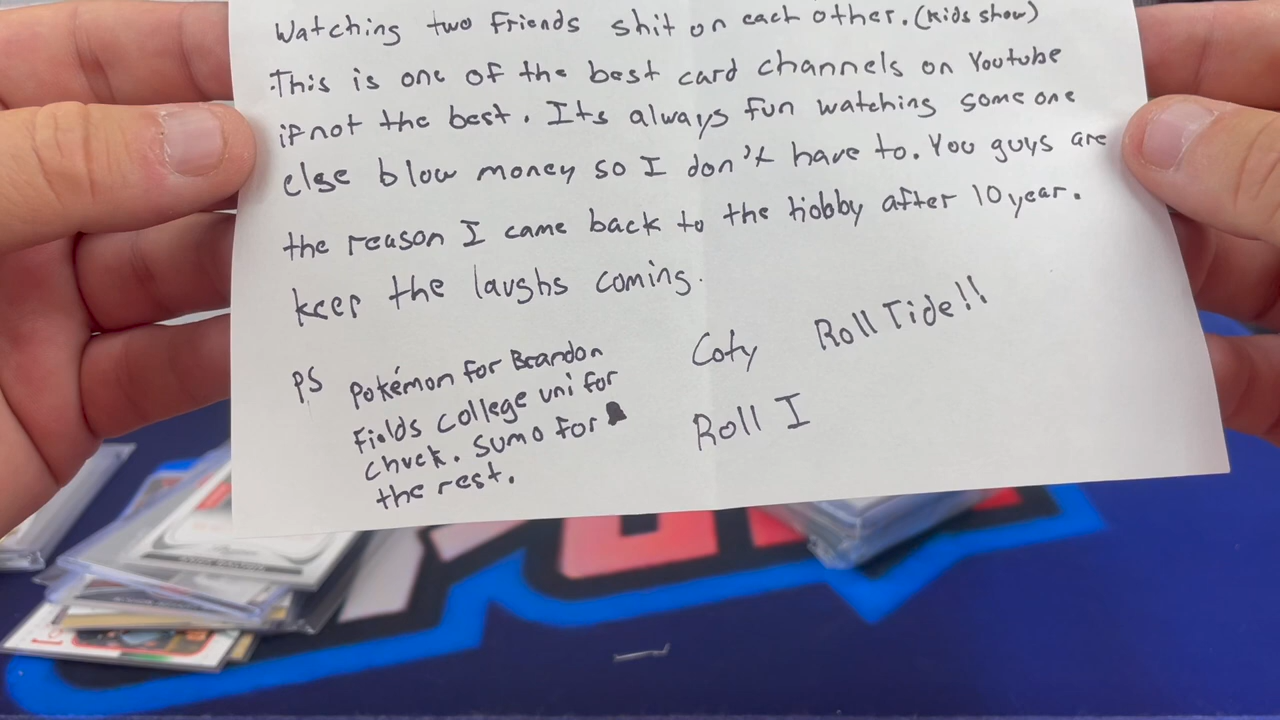 Watching two Friends shit on each other. (kids show)
This is one of the best card channels on Youtube
if not the best. Its always fun watching someone
else blow money so I don't have to. You guys are
the reason I came back to the hobby after 10 year.
keep the laughs coming.
Coty Roll Tide!!
Roll I
PS Pokémon for Brandon
Fields college uni for
Chuck. Sumo for
the rest.